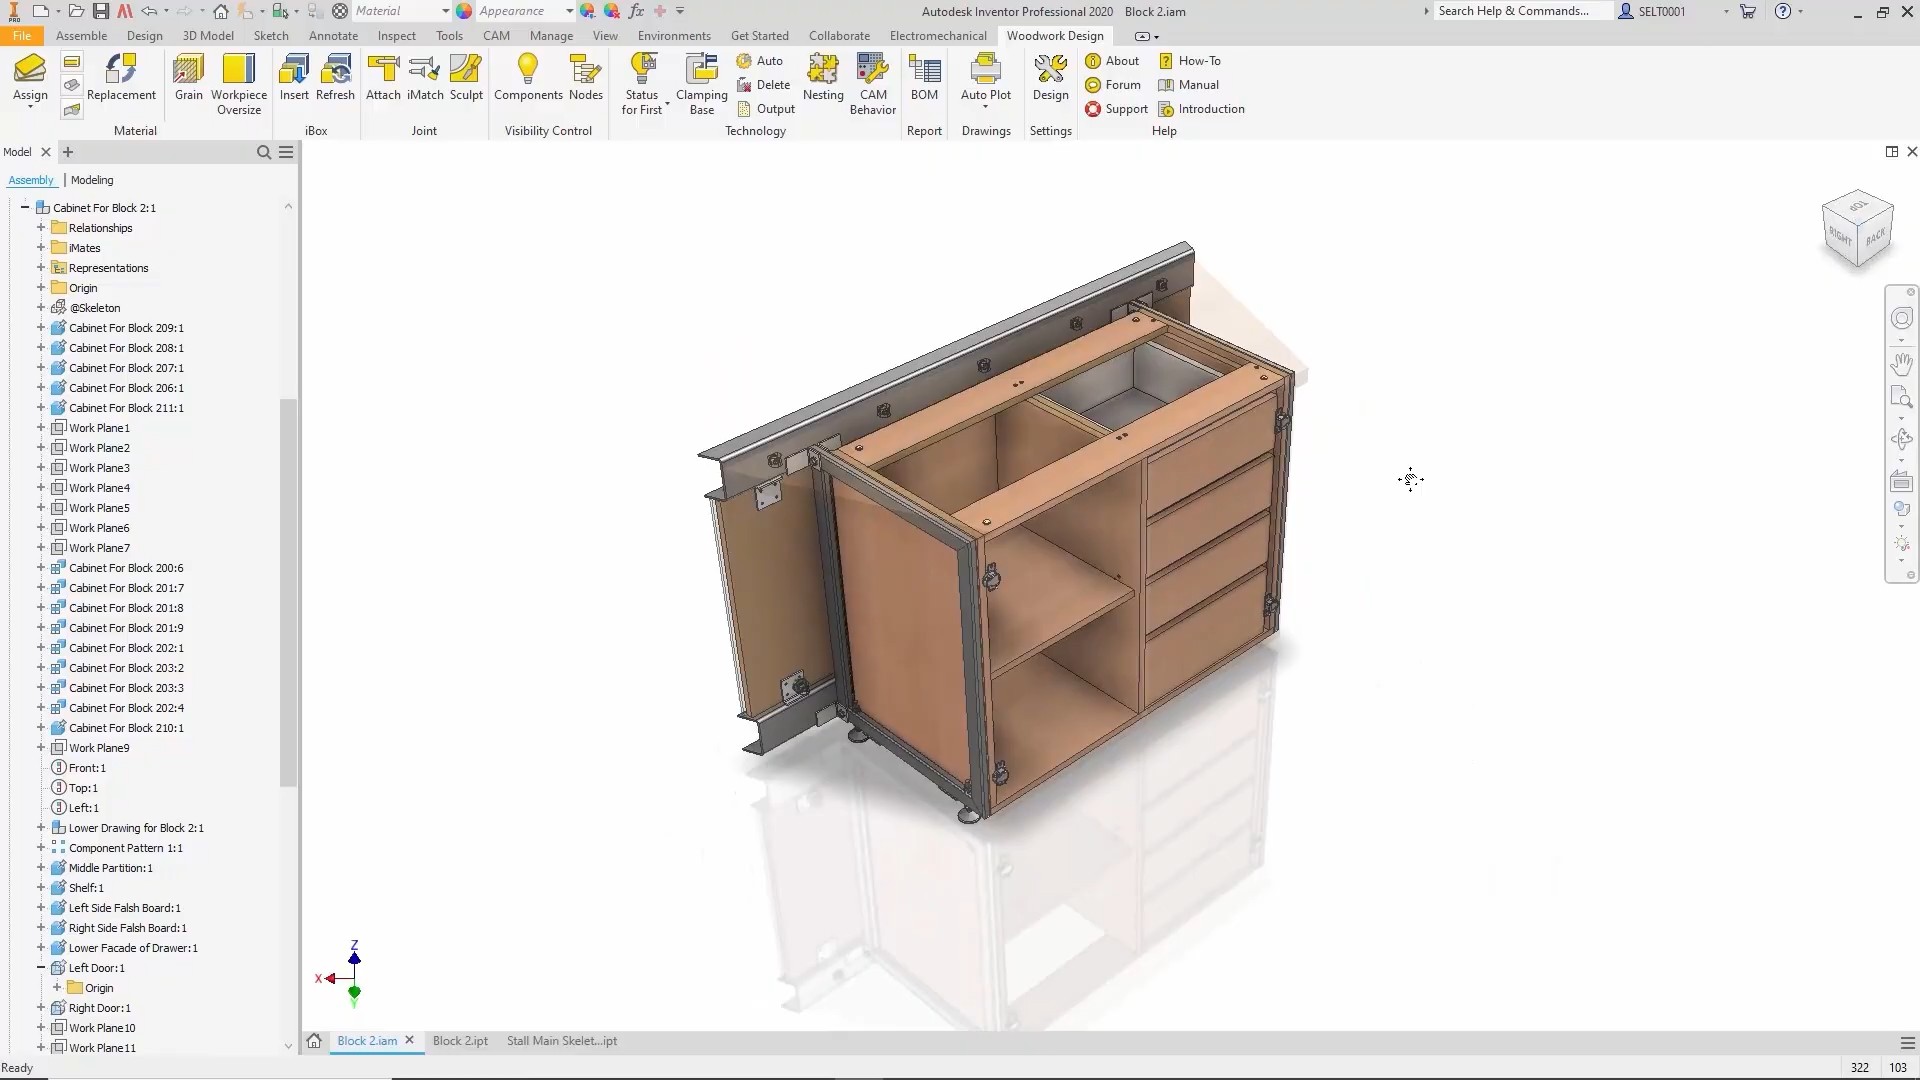 Material
Appearance
Autodesk Inventor Professional 2020 Block 2.iam
Search Help & Commands...
SELT0001
File Assemble Design 3D Model Sketch Annotate Inspect Tools CAM Manage View Environments Get Started Collaborate Electromechanical Woodwork Design
Assign
Replacement
Grain
Workpiece Oversize
Insert
Refresh
Attach
iMatch
Sculpt
Components
Nodes
Status for First
Clamping Base
Auto
Delete
Output
Nesting
CAM Behavior
BOM
Auto Plot
Design
About
Forum
Support
How-To
Manual
Introduction
Material iBox Joint Visibility Control Technology Report Drawings Settings Help
Model
Assembly | Modeling
Cabinet For Block 2:1
Relationships
iMates
Representations
Origin
@Skeleton
Cabinet For Block 209:1
Cabinet For Block 208:1
Cabinet For Block 207:1
Cabinet For Block 206:1
Cabinet For Block 211:1
Work Plane1
Work Plane2
Work Plane3
Work Plane4
Work Plane5
Work Plane6
Work Plane7
Cabinet For Block 200:6
Cabinet For Block 201:7
Cabinet For Block 201:8
Cabinet For Block 201:9
Cabinet For Block 202:1
Cabinet For Block 203:2
Cabinet For Block 203:3
Cabinet For Block 202:4
Cabinet For Block 210:1
Work Plane9
Front:1
Top:1
Left:1
Lower Drawing for Block 2:1
Component Pattern 1:1
Middle Partition:1
Shelf:1
Left Side Falsh Board:1
Right Side Falsh Board:1
Lower Facade of Drawer:1
Left Door:1
Origin
Right Door:1
Work Plane10
Work Plane11
TOP
RIGHT
BACK
Z
X
Y
Block 2.iam
Block 2.ipt
Stall Main Skelet...ipt
Ready
322 103